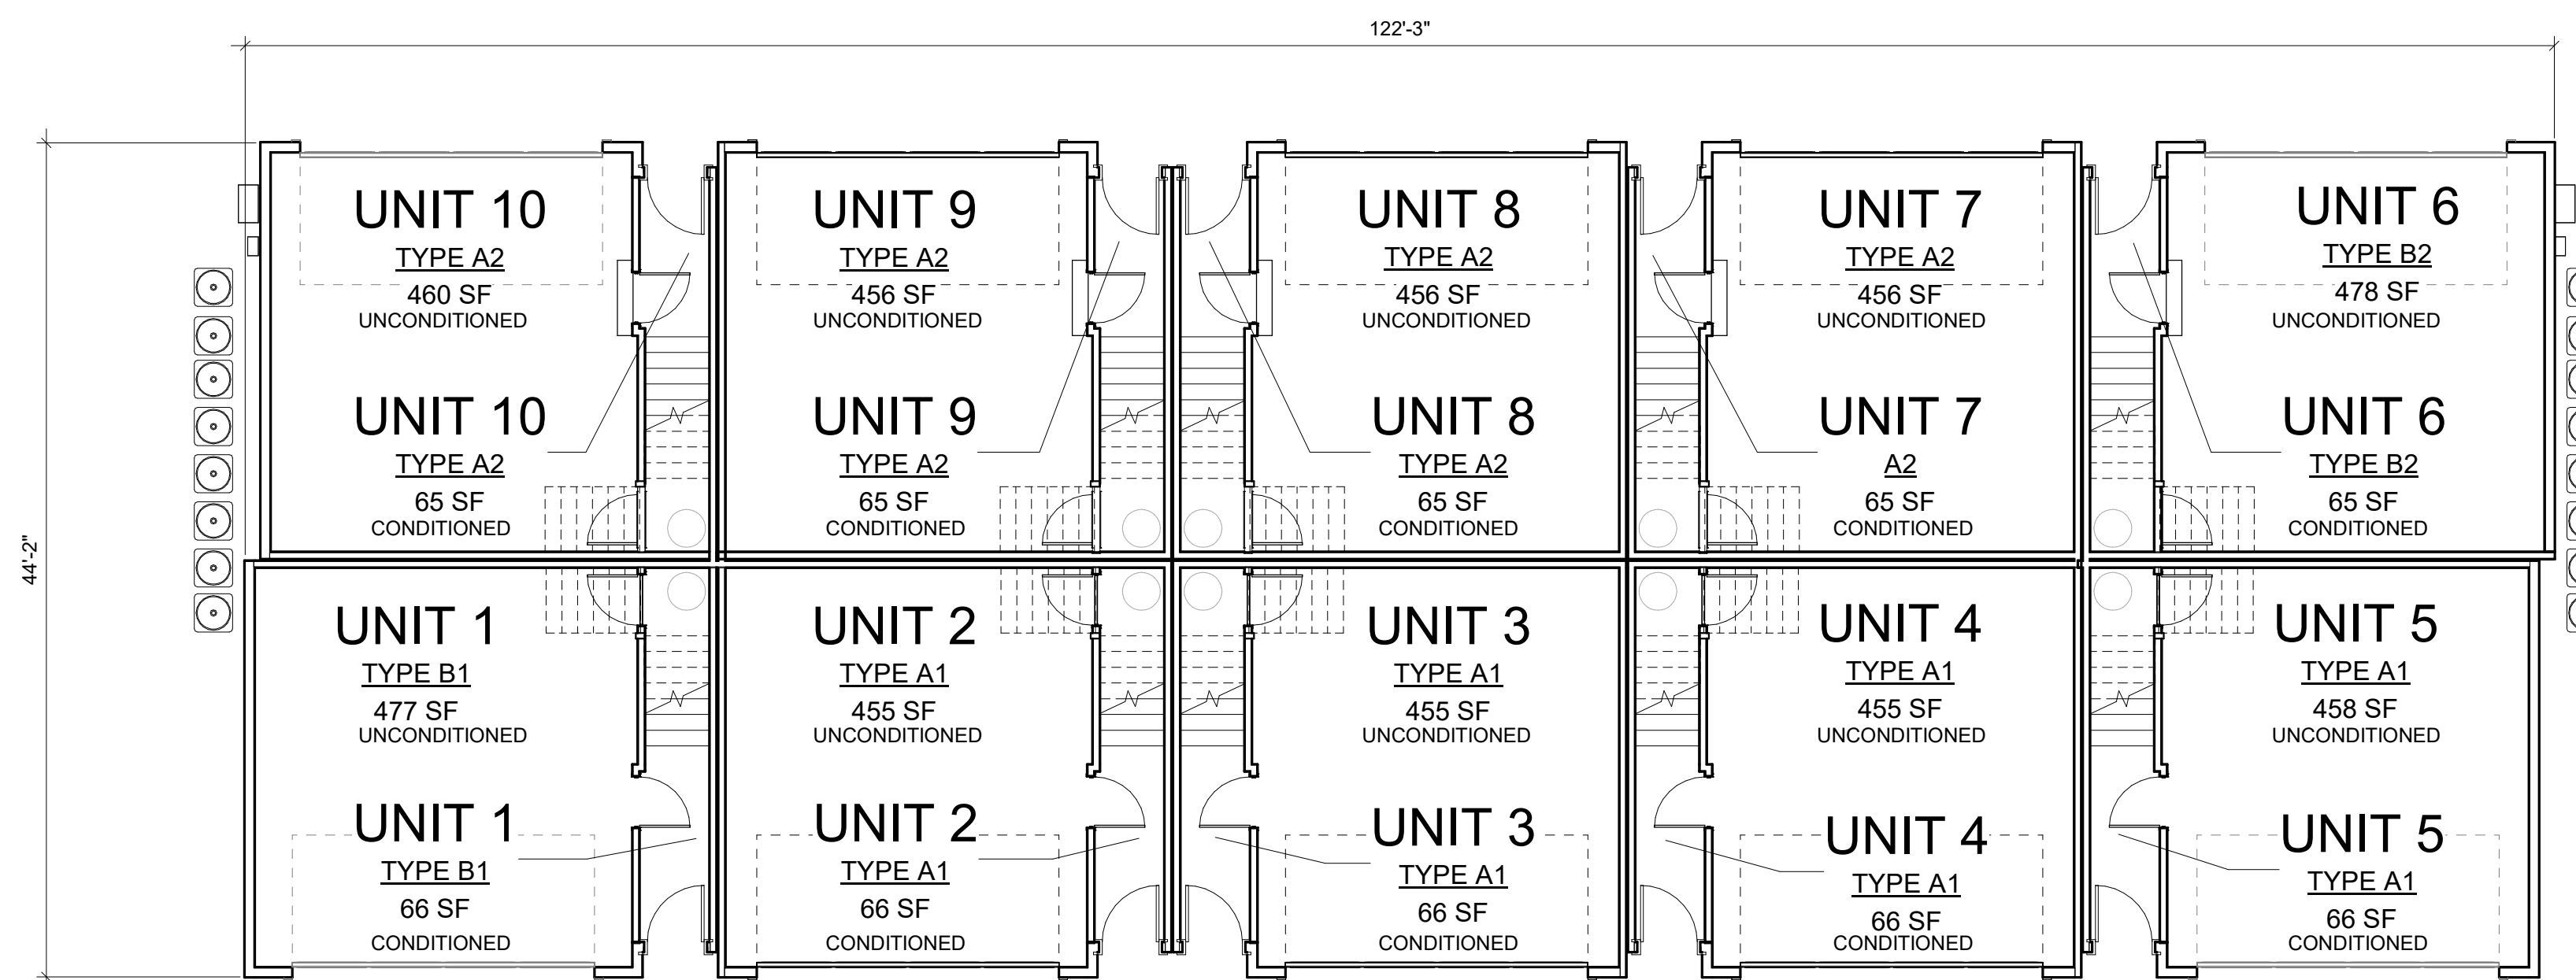 122'-3"
44'-2"
UNIT 10
TYPE A2
460 SF
UNCONDITIONED
UNIT 9
TYPE A2
456 SF
UNCONDITIONED
UNIT 8
TYPE A2
456 SF
UNCONDITIONED
UNIT 7
TYPE A2
456 SF
UNCONDITIONED
UNIT 6
TYPE B2
478 SF
UNCONDITIONED
UNIT 10
TYPE A2
65 SF
CONDITIONED
UNIT 9
TYPE A2
65 SF
CONDITIONED
UNIT 8
TYPE A2
65 SF
CONDITIONED
UNIT 7
A2
65 SF
CONDITIONED
UNIT 6
TYPE B2
65 SF
CONDITIONED
UNIT 1
TYPE B1
477 SF
UNCONDITIONED
UNIT 2
TYPE A1
455 SF
UNCONDITIONED
UNIT 3
TYPE A1
455 SF
UNCONDITIONED
UNIT 4
TYPE A1
455 SF
UNCONDITIONED
UNIT 5
TYPE A1
458 SF
UNCONDITIONED
UNIT 1
TYPE B1
66 SF
CONDITIONED
UNIT 2
TYPE A1
66 SF
CONDITIONED
UNIT 3
TYPE A1
66 SF
CONDITIONED
UNIT 4
TYPE A1
66 SF
CONDITIONED
UNIT 5
TYPE A1
66 SF
CONDITIONED